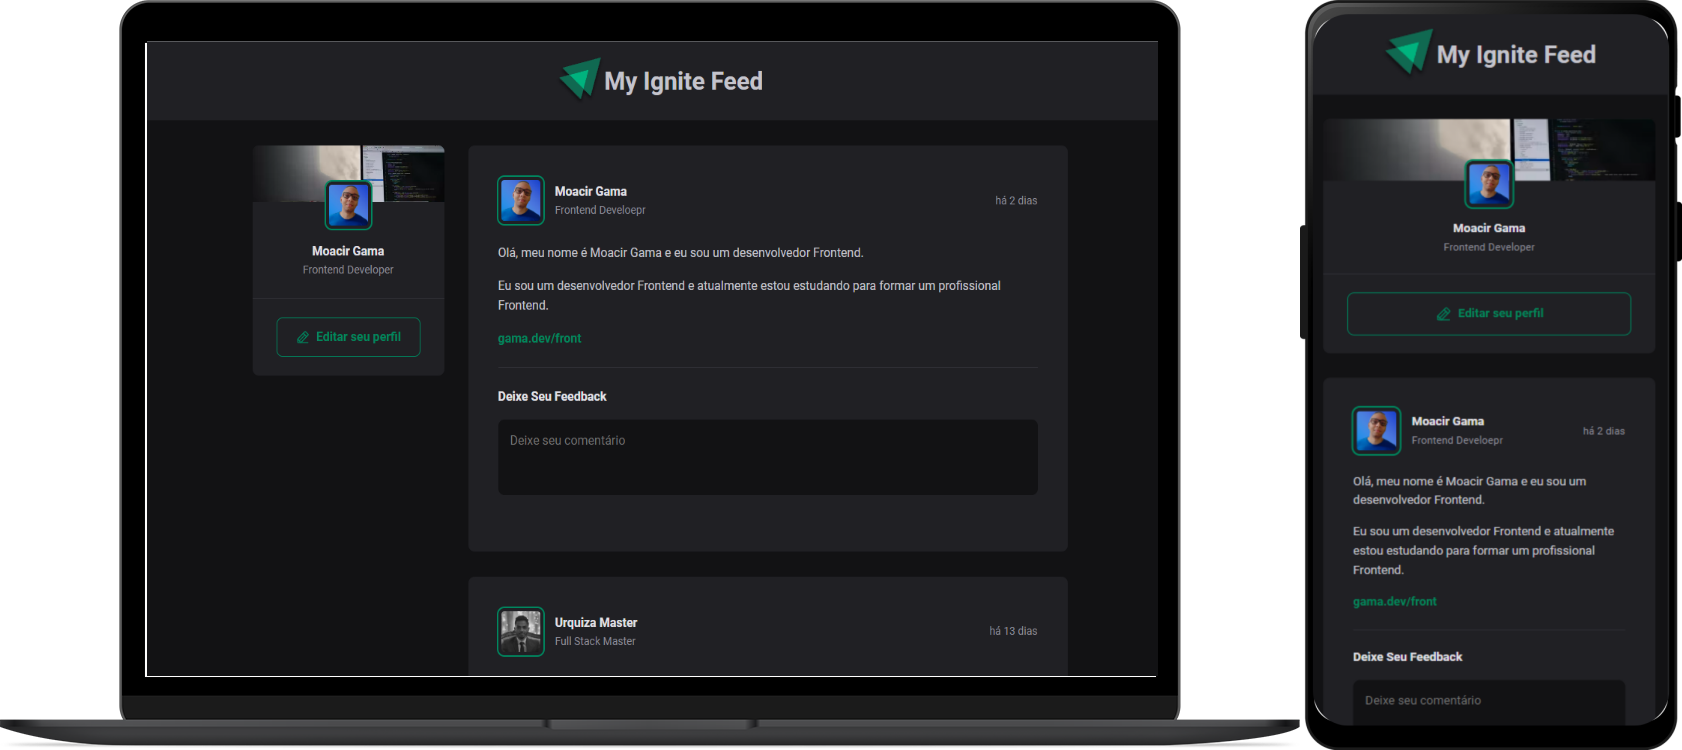 My Ignite Feed
Moacir Gama
Frontend Developer
Editar seu perfil
Moacir Gama
Frontend Develoepr
há 2 dias
Olá, meu nome é Moacir Gama e eu sou um desenvolvedor Frontend.
Eu sou um desenvolvedor Frontend e atualmente estou estudando para formar um profissional
Frontend.
gama.dev/front
Deixe Seu Feedback
Deixe seu comentário
Urquiza Master
Full Stack Master
há 13 dias
My Ignite Feed
Moacir Gama
Frontend Developer
Editar seu perfil
Moacir Gama
Frontend Develoepr
há 2 dias
Olá, meu nome é Moacir Gama e eu sou um
desenvolvedor Frontend.
Eu sou um desenvolvedor Frontend e atualmente
estou estudando para formar um profissional
Frontend.
gama.dev/front
Deixe Seu Feedback
Deixe seu comentário